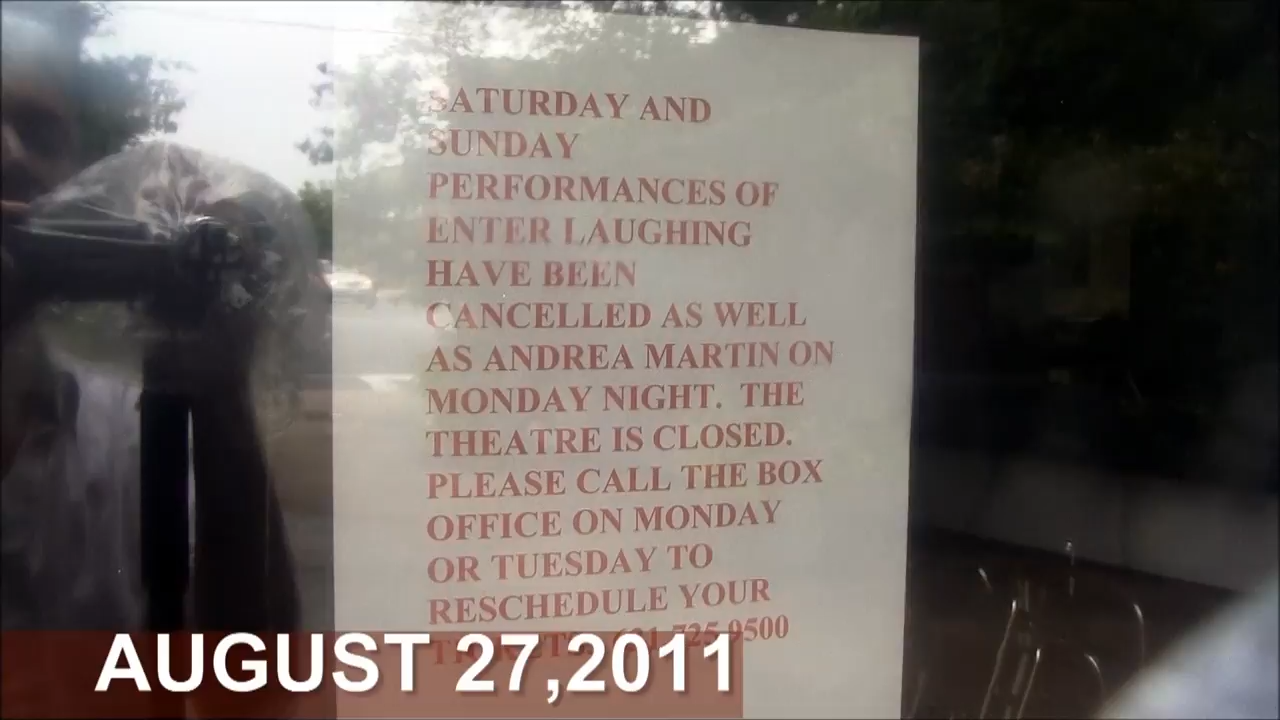 SATURDAY AND
SUNDAY
PERFORMANCES OF
ENTER LAUGHING
HAVE BEEN
CANCELLED AS WELL
AS ANDREA MARTIN ON
MONDAY NIGHT. THE
THEATRE IS CLOSED.
PLEASE CALL THE BOX
OFFICE ON MONDAY
OR TUESDAY TO
RESCHEDULE YOUR
9500
AUGUST 27,2011